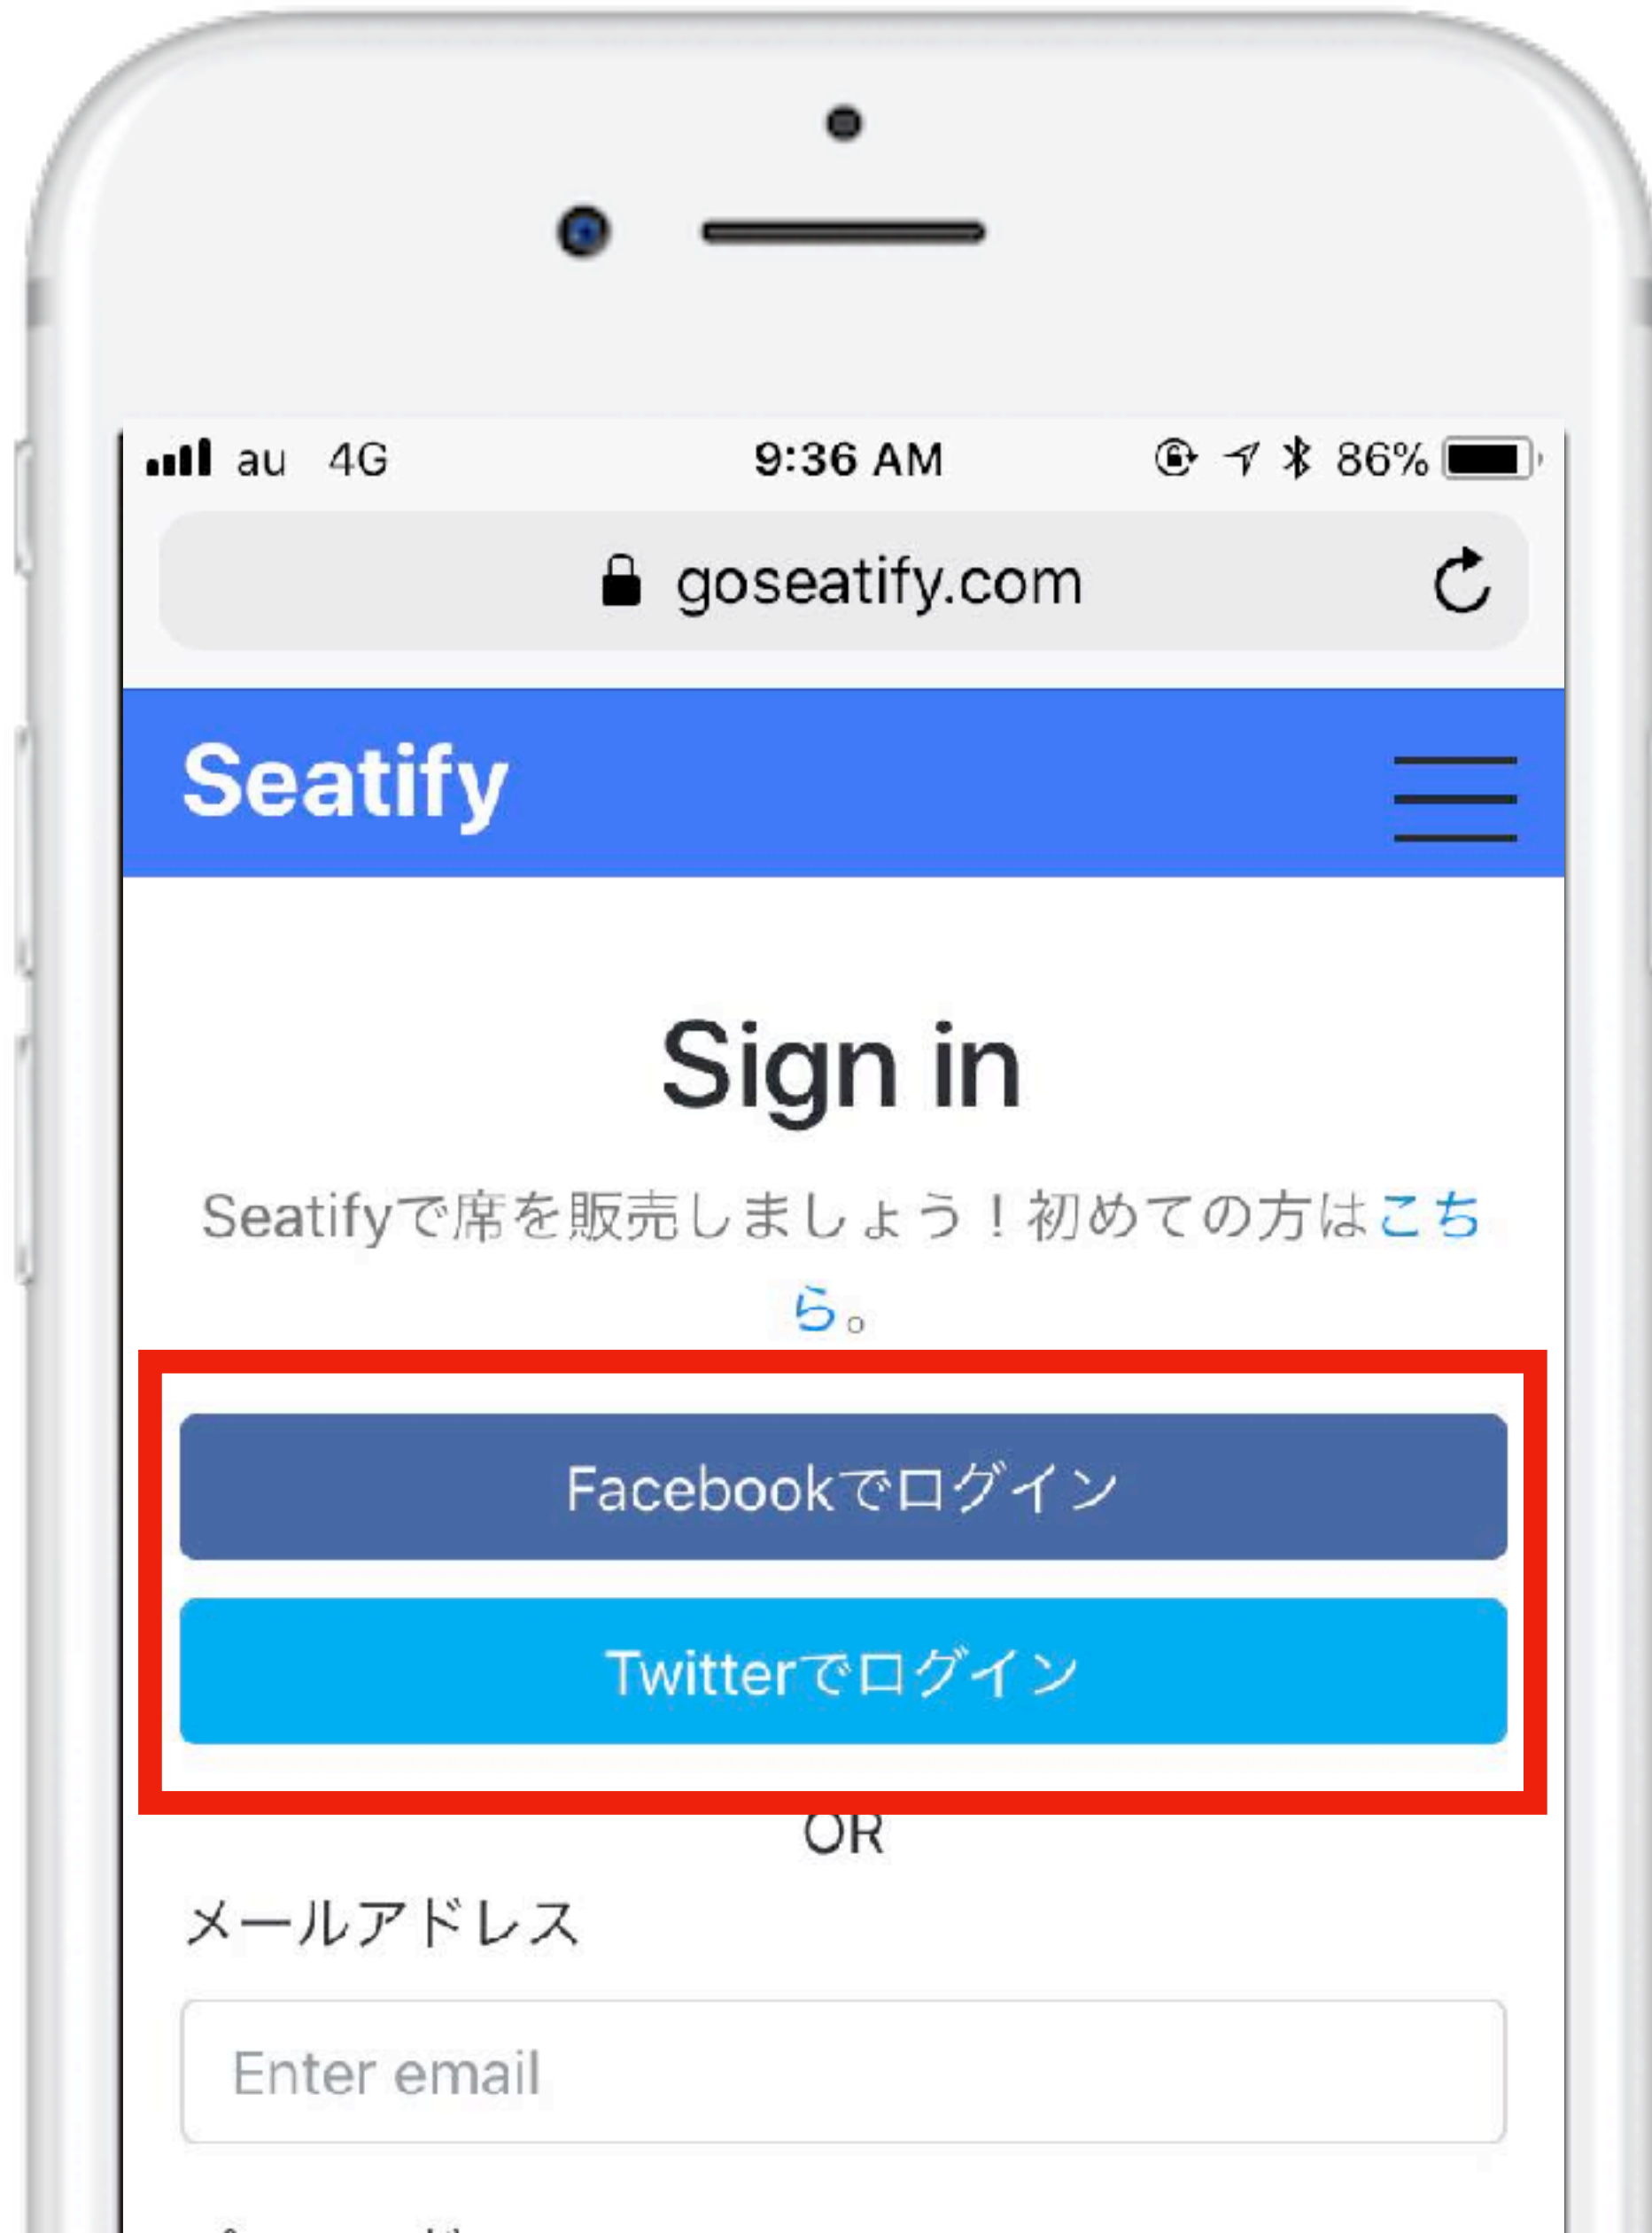 au 4G 9:36 AM 86%
goseatify.com
Seatify
Sign in
Seatifyで席を販売しましょう！初めての方はこち
ら。
Facebookでログイン
Twitterでログイン
OR
メールアドレス
Enter email